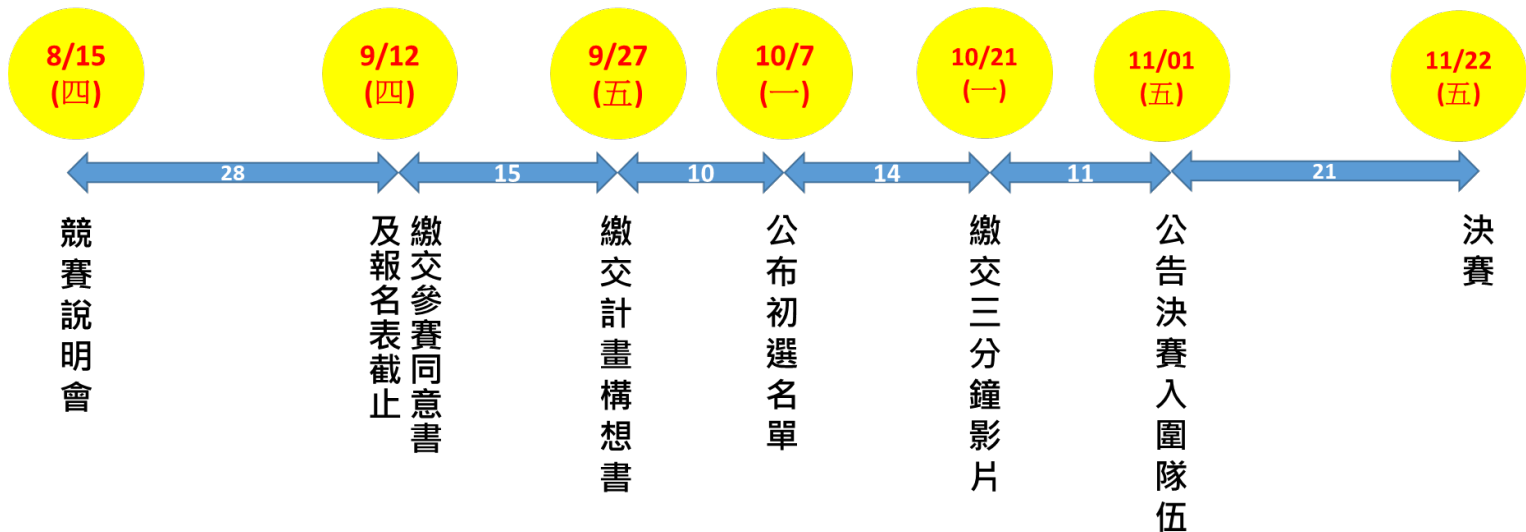 8/15
(四)
9/12
(四)
9/27
(五)
10/7
(一)
10/21
(一)
11/01
(五)
11/22
(五)
28
15
10
14
11
21
競賽說明會
繳交參賽同意書
及報名表截止
繳交計畫構想書
公布初選名單
繳交三分鐘影片
公告決賽入圍隊伍
決賽